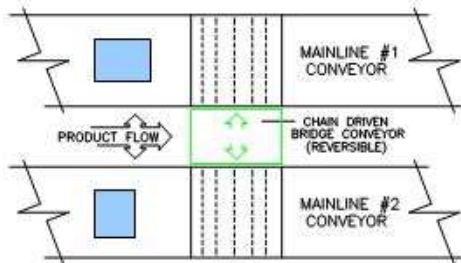 MAINLINE #1
CONVEYOR
PRODUCT FLOW
CHAIN DRIVEN
BRIDGE CONVEYOR
(REVERSIBLE)
MAINLINE #2
CONVEYOR